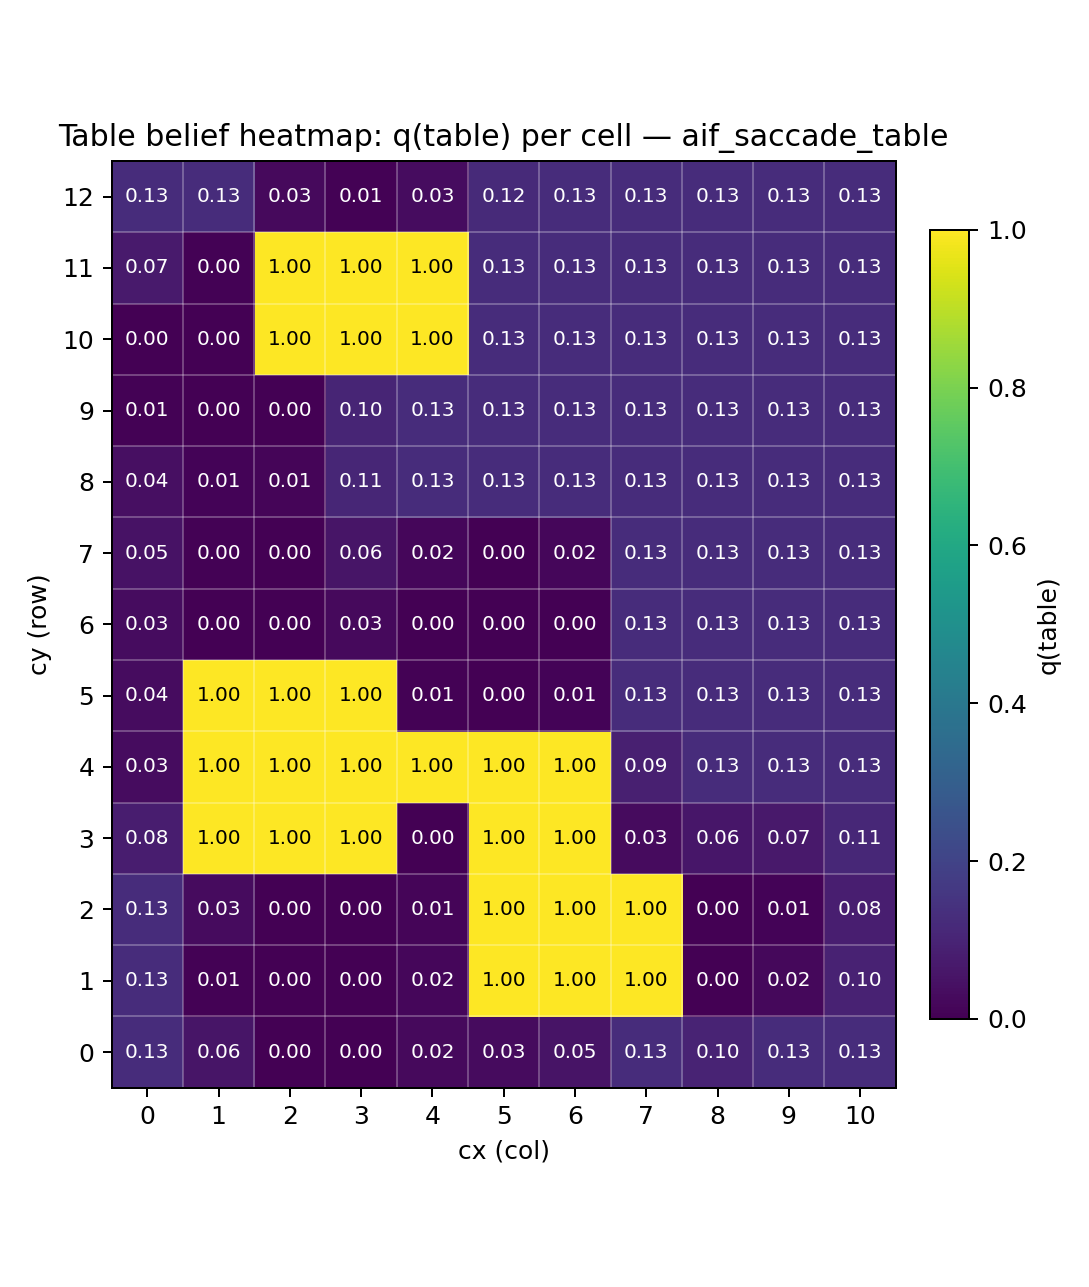 Table belief heatmap: q(table) per cell — aif_saccade_table
12 0.13 0.13 0.03 0.01 0.03 0.12 0.13 0.13 0.13 0.13 0.13
11 0.07 0.00 1.00 1.00 1.00 0.13 0.13 0.13 0.13 0.13 0.13
10 0.00 0.00 1.00 1.00 1.00 0.13 0.13 0.13 0.13 0.13 0.13
9 0.01 0.00 0.00 0.10 0.13 0.13 0.13 0.13 0.13 0.13 0.13
8 0.04 0.01 0.01 0.11 0.13 0.13 0.13 0.13 0.13 0.13 0.13
7 0.05 0.00 0.00 0.06 0.02 0.00 0.02 0.13 0.13 0.13 0.13
6 0.03 0.00 0.00 0.03 0.00 0.00 0.00 0.13 0.13 0.13 0.13
5 0.04 1.00 1.00 1.00 0.01 0.00 0.01 0.13 0.13 0.13 0.13
4 0.03 1.00 1.00 1.00 1.00 1.00 1.00 0.09 0.13 0.13 0.13
3 0.08 1.00 1.00 1.00 0.00 1.00 1.00 0.03 0.06 0.07 0.11
2 0.13 0.03 0.00 0.00 0.01 1.00 1.00 1.00 0.00 0.01 0.08
1 0.13 0.01 0.00 0.00 0.02 1.00 1.00 1.00 0.00 0.02 0.10
0 0.13 0.06 0.00 0.00 0.02 0.03 0.05 0.13 0.10 0.13 0.13
0 1 2 3 4 5 6 7 8 9 10
cx (col)
cy (row)
1.0
0.8
0.6
0.4
0.2
0.0
q(table)